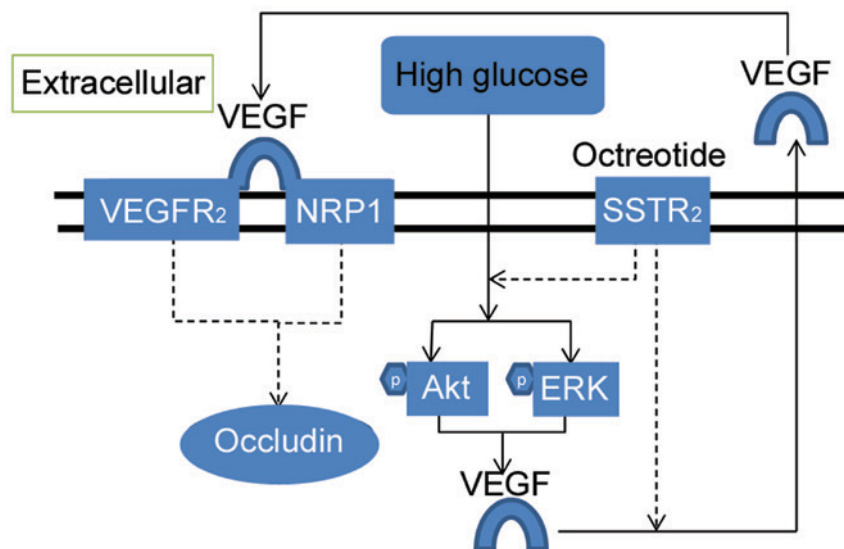 Extracellular
High glucose
VEGF
VEGF
Octreotide
VEGFR₂
NRP1
SSTR₂
p
Akt
p
ERK
Occludin
VEGF